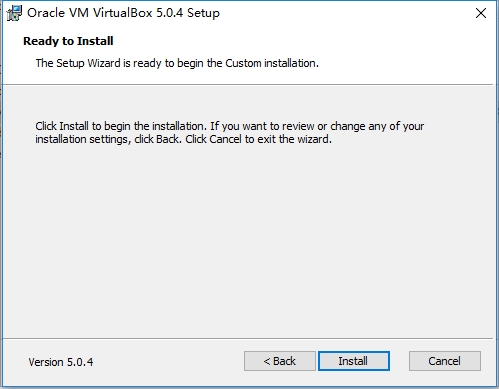 Oracle VM VirtualBox 5.0.4 Setup
Ready to Install
The Setup Wizard is ready to begin the Custom installation.
Click Install to begin the installation. If you want to review or change any of your
installation settings, click Back. Click Cancel to exit the wizard.
Version 5.0.4
< Back
Install
Cancel